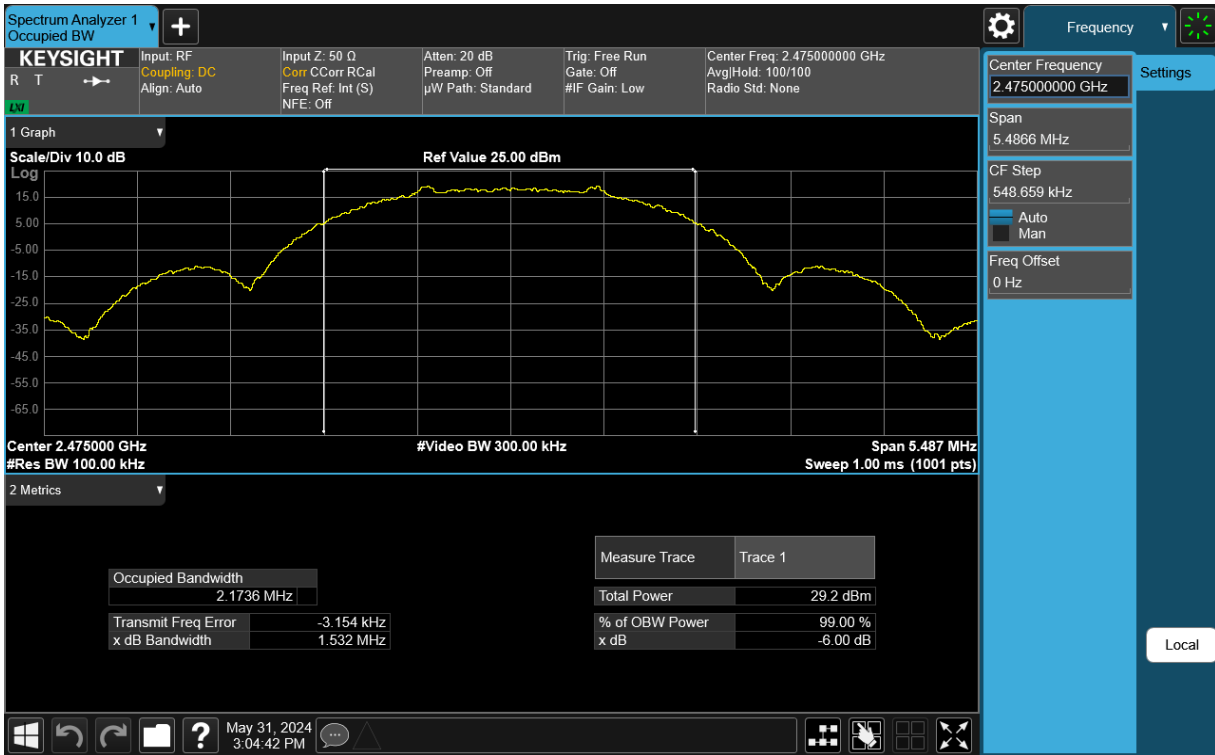 Spectrum Analyzer 1
Occupied BW
Frequency
KEYSIGHT
R T
LXI
Input: RF
Coupling: DC
Align: Auto
Input Z: 50 Ω
Corr CCorr RCal
Freq Ref: Int (S)
NFE: Off
Atten: 20 dB
Preamp: Off
µW Path: Standard
Trig: Free Run
Gate: Off
#IF Gain: Low
Center Freq: 2.475000000 GHz
Avg|Hold: 100/100
Radio Std: None
Center Frequency
2.475000000 GHz
Settings
Span
5.4866 MHz
CF Step
548.659 kHz
Auto
Man
Freq Offset
0 Hz
Local
1 Graph
Scale/Div 10.0 dB
Ref Value 25.00 dBm
Log
15.0
5.00
-5.00
-15.0
-25.0
-35.0
-45.0
-55.0
-65.0
Center 2.475000 GHz
#Video BW 300.00 kHz
Span 5.487 MHz
#Res BW 100.00 kHz
Sweep 1.00 ms (1001 pts)
2 Metrics
Measure Trace Trace 1
Occupied Bandwidth
2.1736 MHz
Total Power 29.2 dBm
Transmit Freq Error -3.154 kHz
% of OBW Power 99.00 %
x dB Bandwidth 1.532 MHz
x dB -6.00 dB
?
May 31, 2024
3:04:42 PM